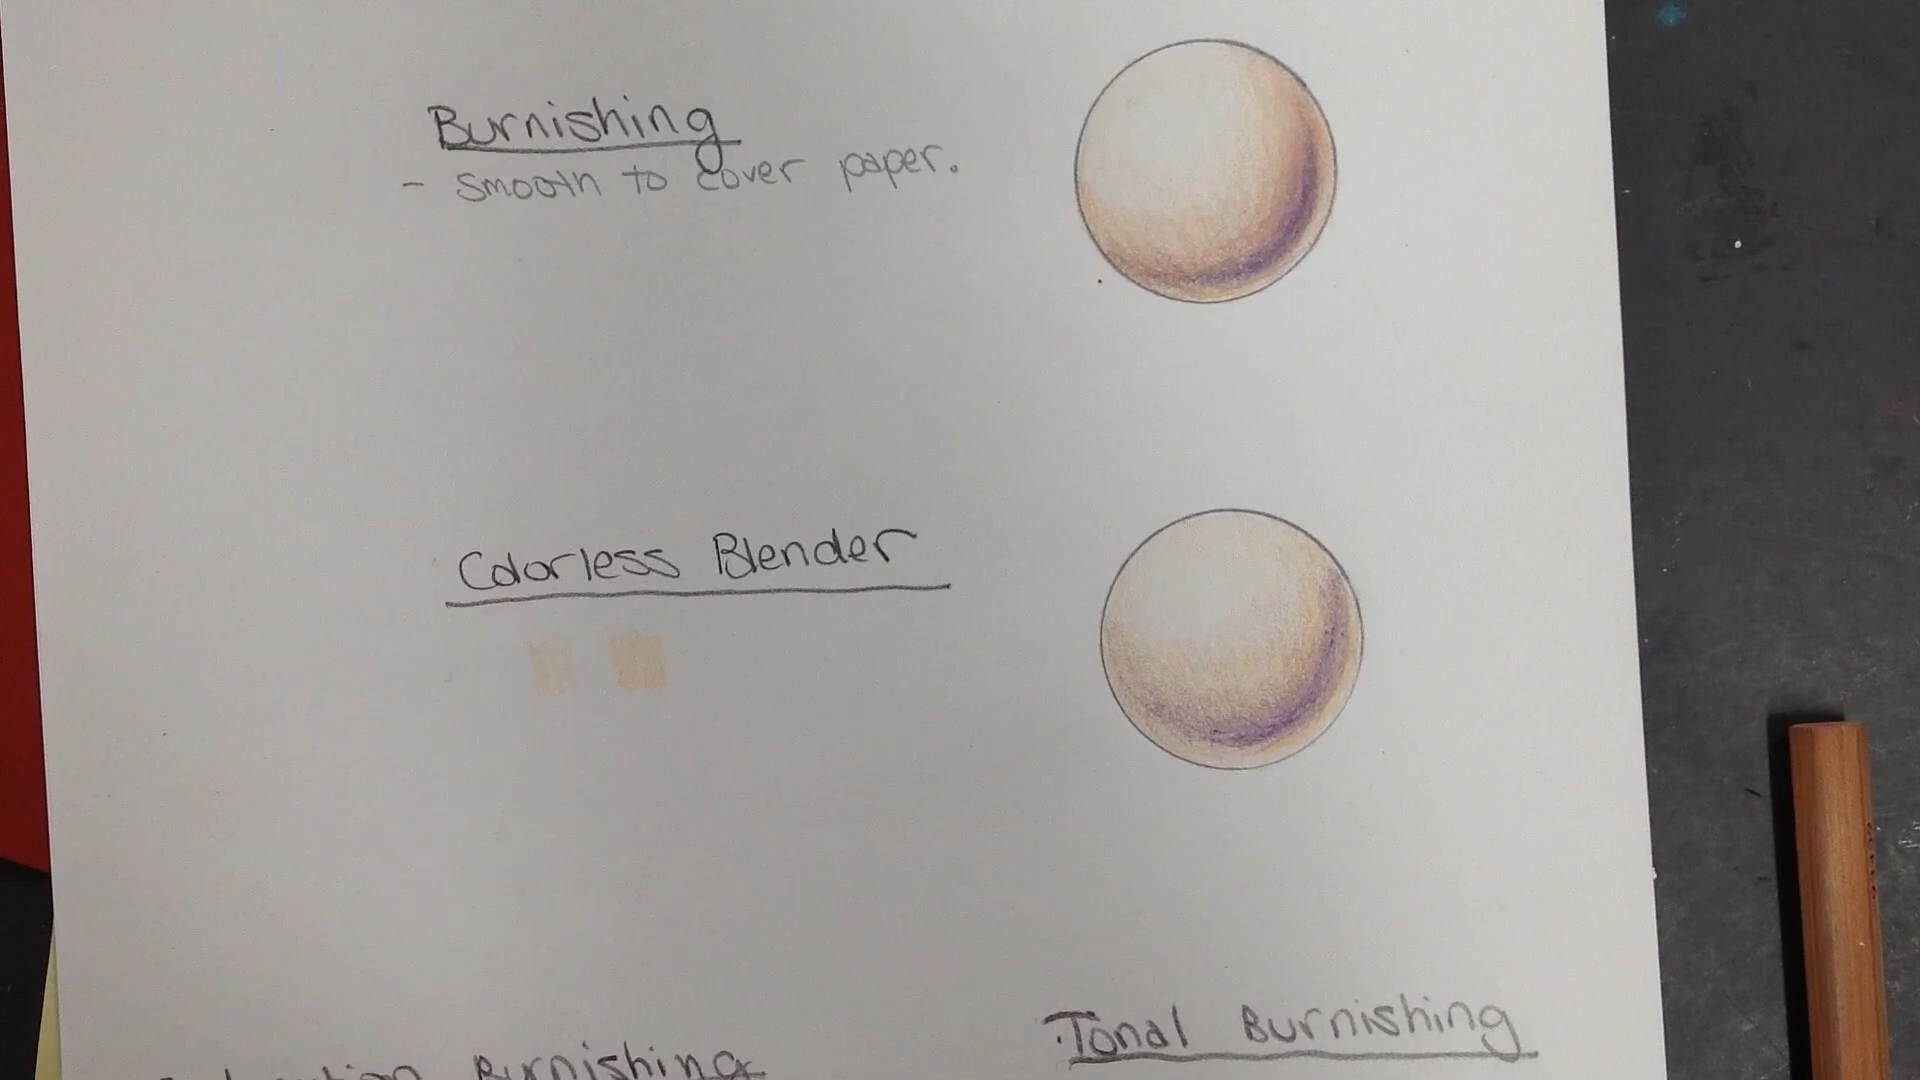 Burnishing
- smooth to cover paper.
Colorless Blender
Tonal Burnishing
Burnishing